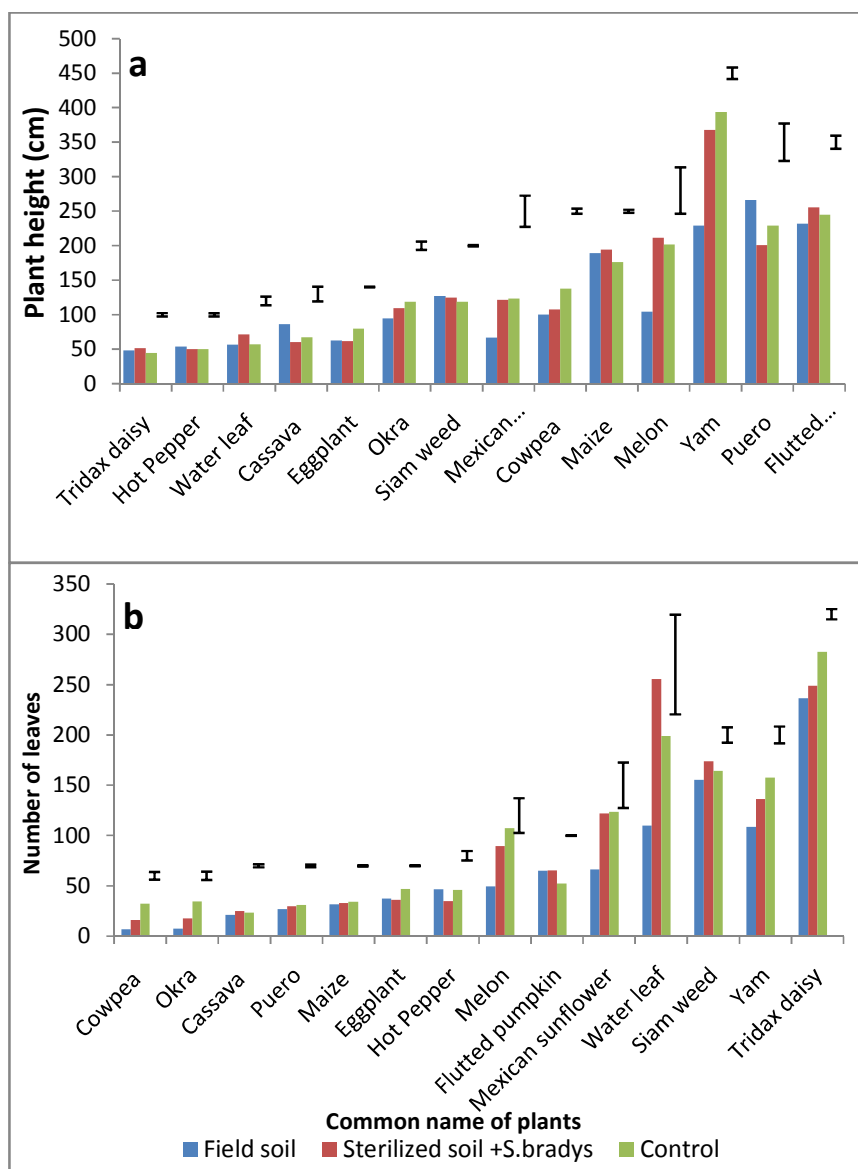 a
Plant height (cm)
500
450
400
350
300
250
200
150
100
50
0
Tridax daisy
Hot Pepper
Water leaf
Cassava
Eggplant
Okra
Siam weed
Mexican...
Cowpea
Maize
Melon
Yam
Puero
Flutted...
b
Number of leaves
350
300
250
200
150
100
50
0
Cowpea
Okra
Cassava
Puero
Maize
Eggplant
Hot Pepper
Melon
Flutted pumpkin
Mexican sunflower
Water leaf
Siam weed
Yam
Tridax daisy
Common name of plants
Field soil Sterilized soil +S.bradys Control